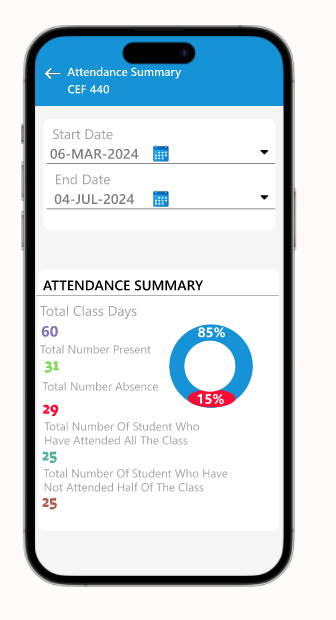 Attendance Summary
CEF 440
Start Date
06-MAR-2024
End Date
04-JUL-2024
ATTENDANCE SUMMARY
Total Class Days
60
85%
Total Number Present
31
Total Number Absence
15%
29
Total Number Of Student Who
Have Attended All The Class
25
Total Number Of Student Who Have
Not Attended Half Of The Class
25